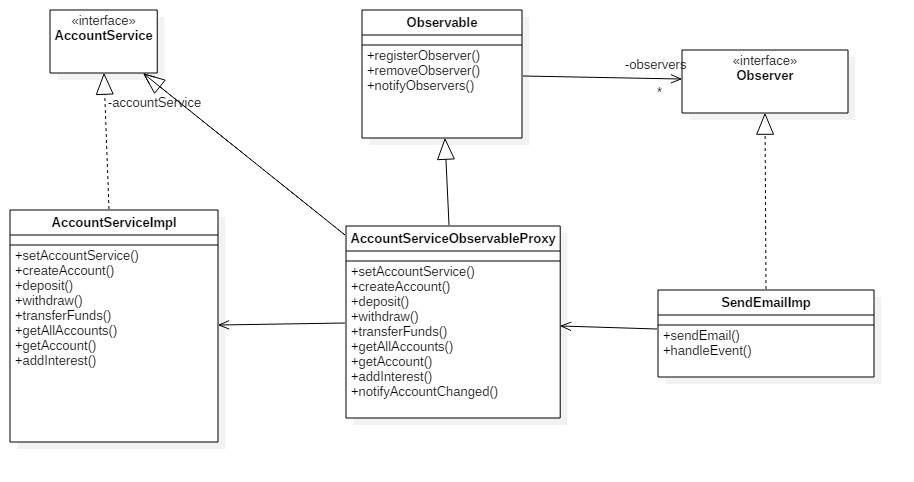 «interface»
AccountService
-accountService
Observable
+registerObserver()
+removeObserver()
+notifyObservers()
-observers
*
«interface»
Observer
AccountServiceImpl
+setAccountService()
+createAccount()
+deposit()
+withdraw()
+transferFunds()
+getAllAccounts()
+getAccount()
+addInterest()
AccountServiceObservableProxy
+setAccountService()
+createAccount()
+deposit()
+withdraw()
+transferFunds()
+getAllAccounts()
+getAccount()
+addInterest()
+notifyAccountChanged()
SendEmailImp
+sendEmail()
+handleEvent()